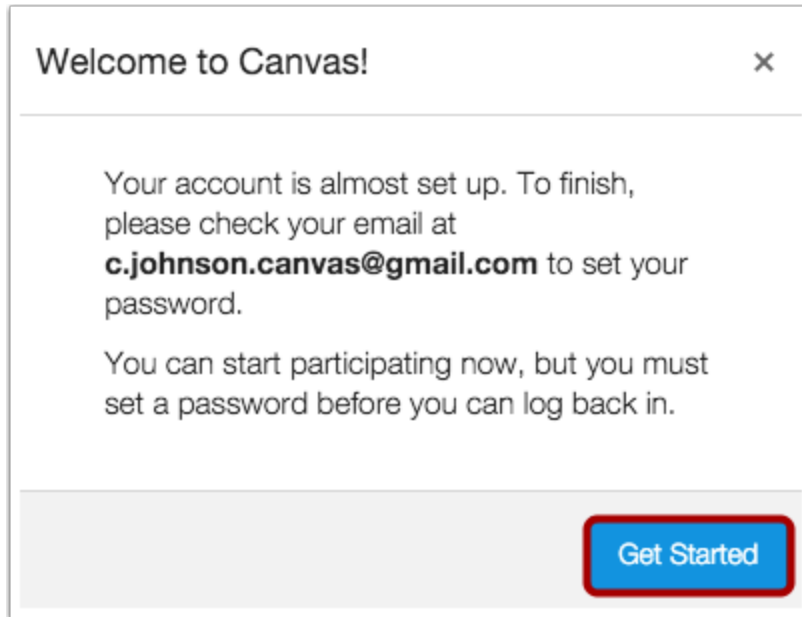 Welcome to Canvas!
×
Your account is almost set up. To finish,
please check your email at
c.johnson.canvas@gmail.com to set your
password.
You can start participating now, but you must
set a password before you can log back in.
Get Started